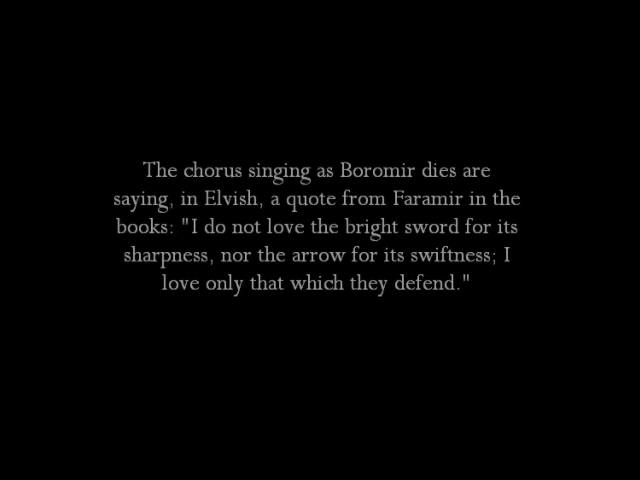 The chorus singing as Boromir dies are
saying, in Elvish, a quote from Faramir in the
books: "I do not love the bright sword for its
sharpness, nor the arrow for its swiftness; I
love only that which they defend."